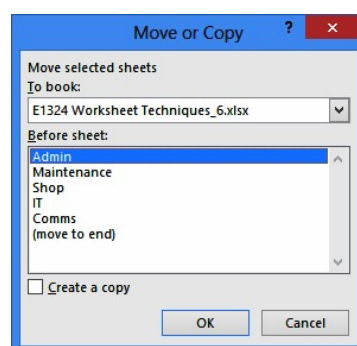 Move or Copy ?
Move selected sheets
To book:
E1324 Worksheet Techniques_6.xlsx
Before sheet:
Admin
Maintenance
Shop
IT
Comms
(move to end)
Create a copy
OK Cancel